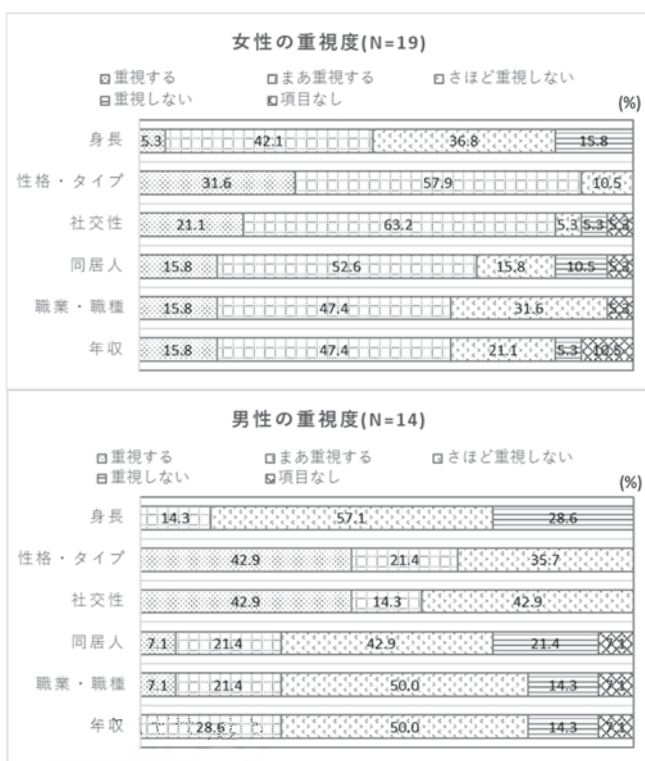 女性の重視度(N=19)
重視する まあ重視する さほど重視しない
重視しない 項目なし
(%)
身長 5.3 42.1 36.8 15.8
性格・タイプ 31.6 57.9 10.5
社交性 21.1 63.2 5.3 5.3 5.3
同居人 15.8 52.6 15.8 10.5 5.3
職業・職種 15.8 47.4 31.6 5.3
年収 15.8 47.4 21.1 5.3 10.5
男性の重視度(N=14)
重視する まあ重視する さほど重視しない
重視しない 項目なし
(%)
身長 14.3 57.1 28.6
性格・タイプ 42.9 21.4 35.7
社交性 42.9 14.3 42.9
同居人 7.1 21.4 42.9 21.4 7.1
職業・職種 7.1 21.4 50.0 14.3 7.1
年収 28.6 50.0 14.3 7.1